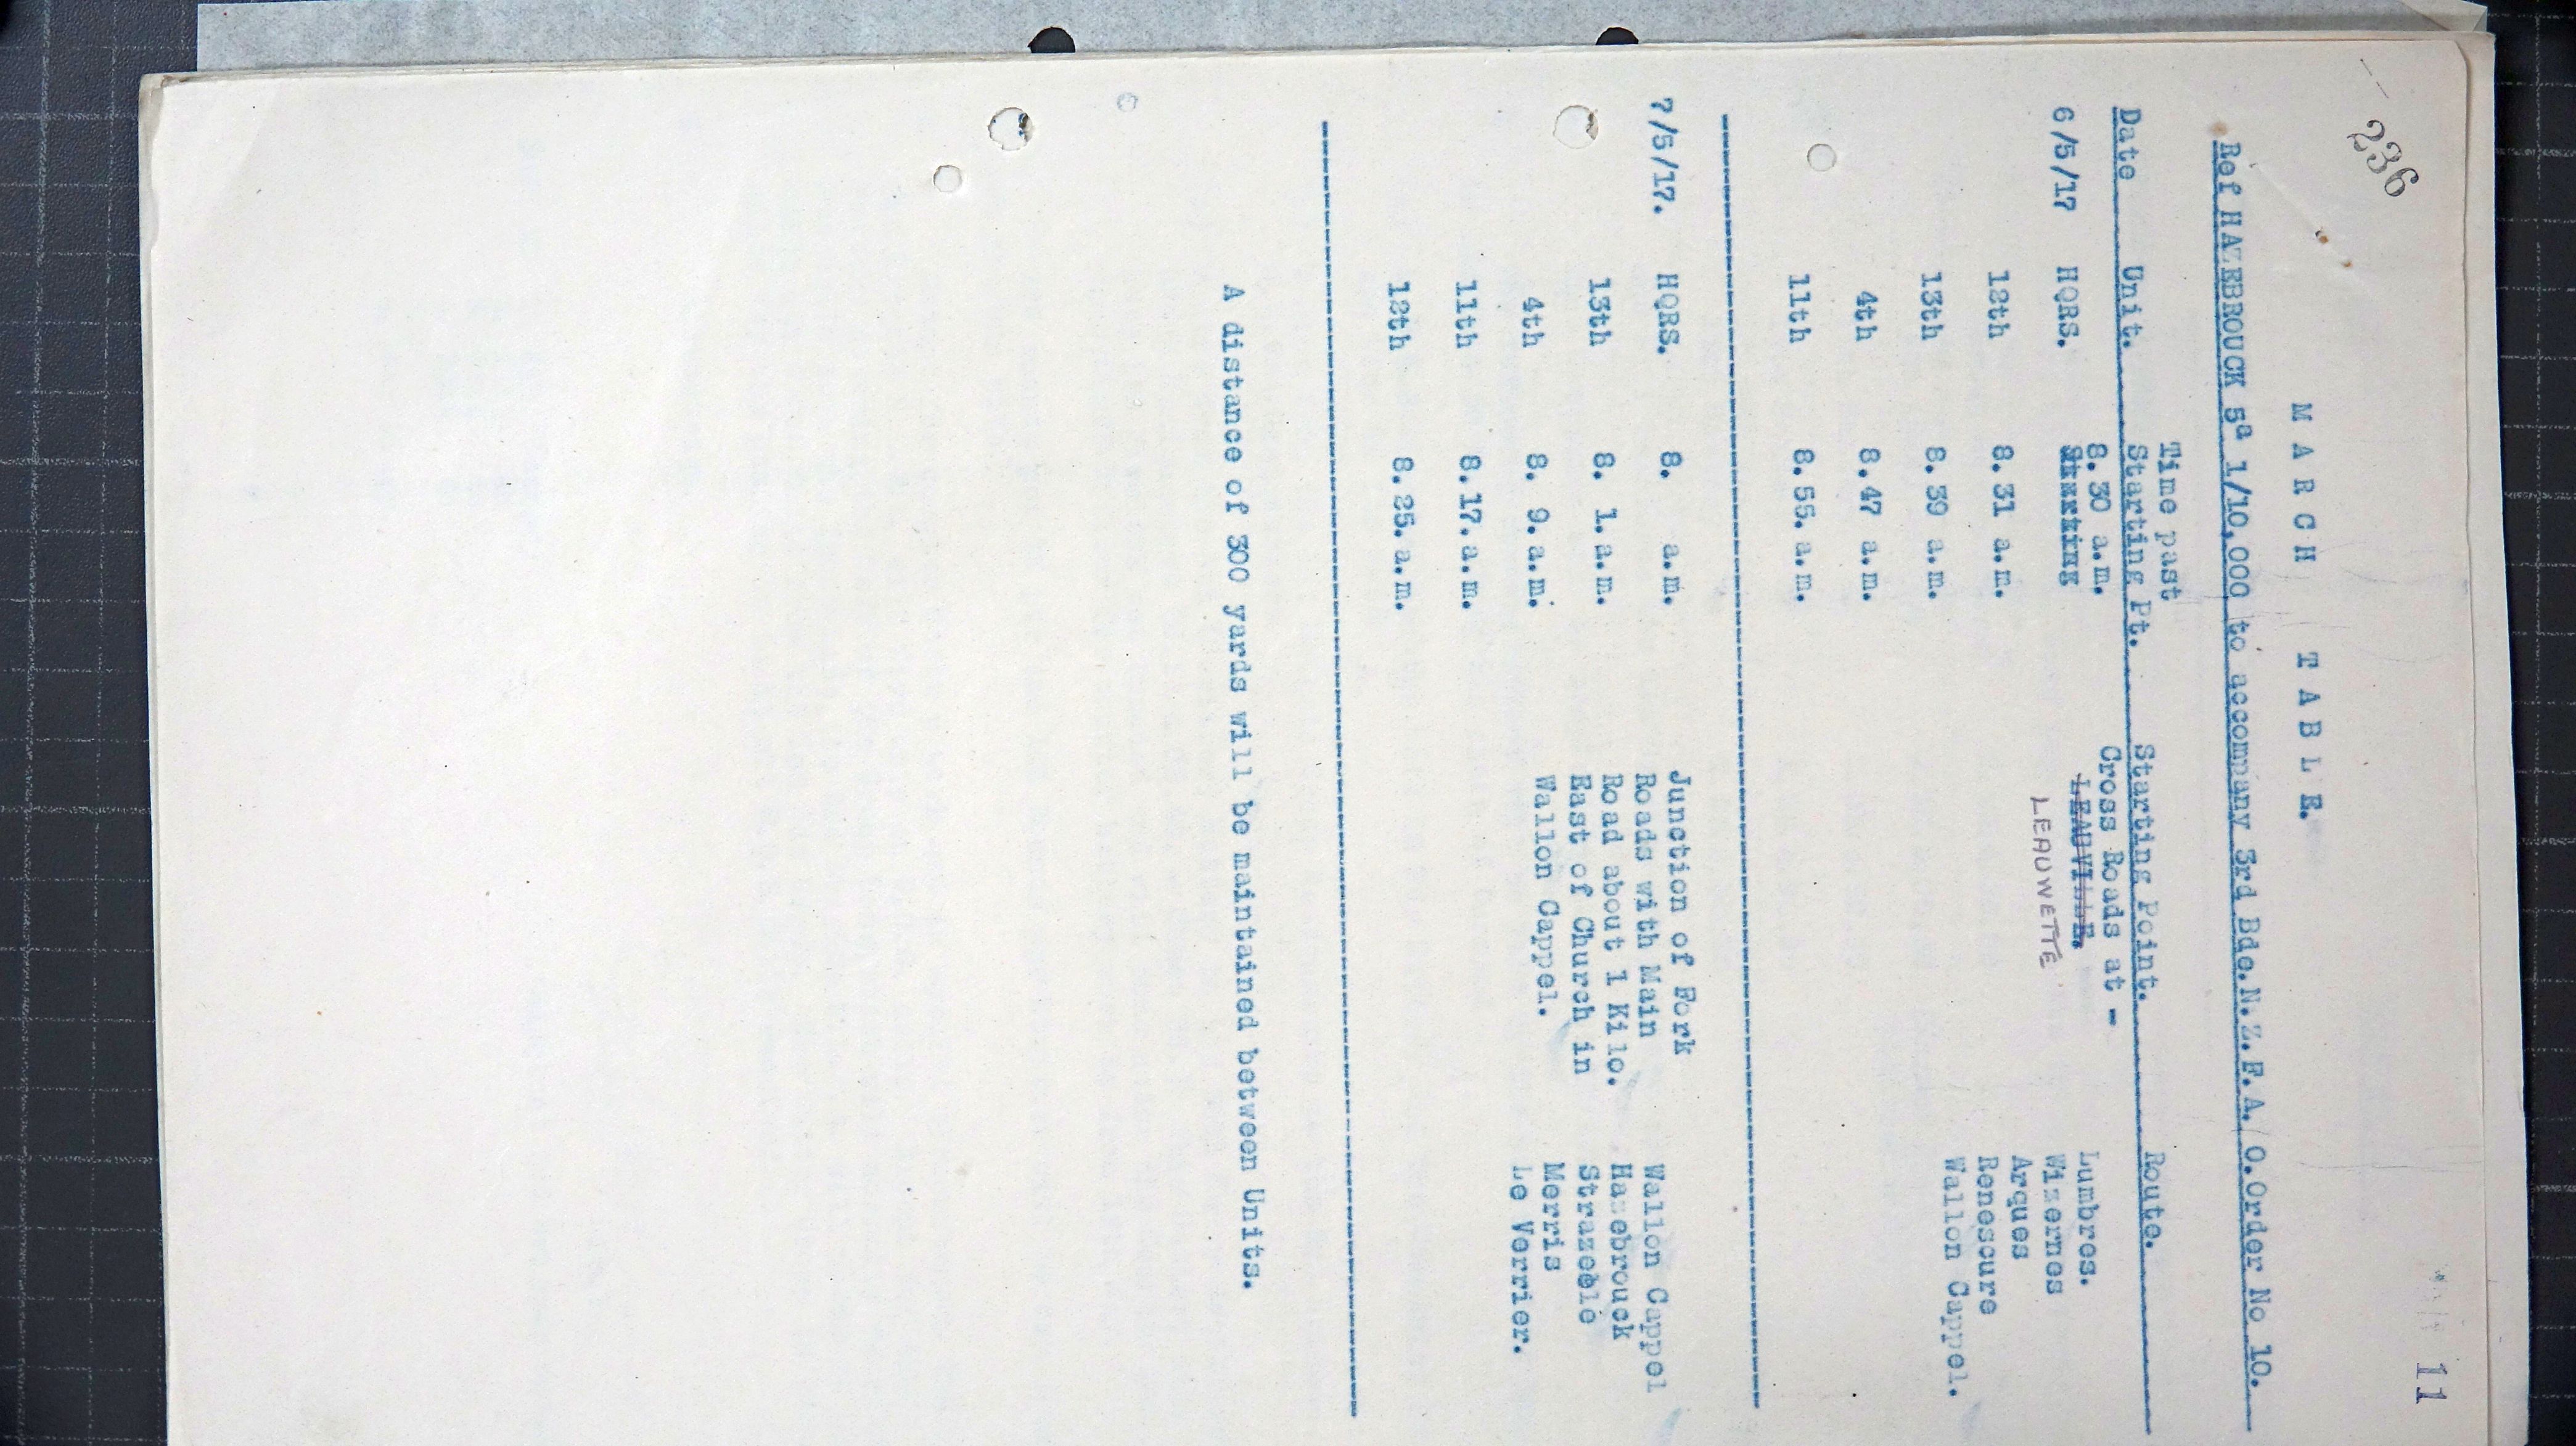 236
11
M A R C H   T A B L E.
Ref HAZEBROUCK 5a 1/10,000 to accompany 3rd Bde.N.Z.F.A. O.Order No 10.
Time past
Date Unit. Starting Pt. Starting Point. Route.
8.30 a.m. Cross Roads at - Lumbres.
6/5/17 HQRS. Starting LEAUVILLE. Wizernes
LEAUWETTE Arques
12th 8.31 a.m. Renescure
13th 8.39 a.m. Wallon Cappel.
4th 8.47 a.m.
11th 8.55.a.m.
7/5/17. HQRS. 8. a.m. Junction of Fork Wallon Cappel
Roads with Main Hazebrouck
13th 8. 1.a.m. Road about 1 Kilo. Strazeele
East of Church in Merris
4th 8. 9.a.m. Wallon Cappel. Le Verrier.
11th 8.17.a.m.
12th 8.25.a.m.
A distance of 300 yards will be maintained between Units.